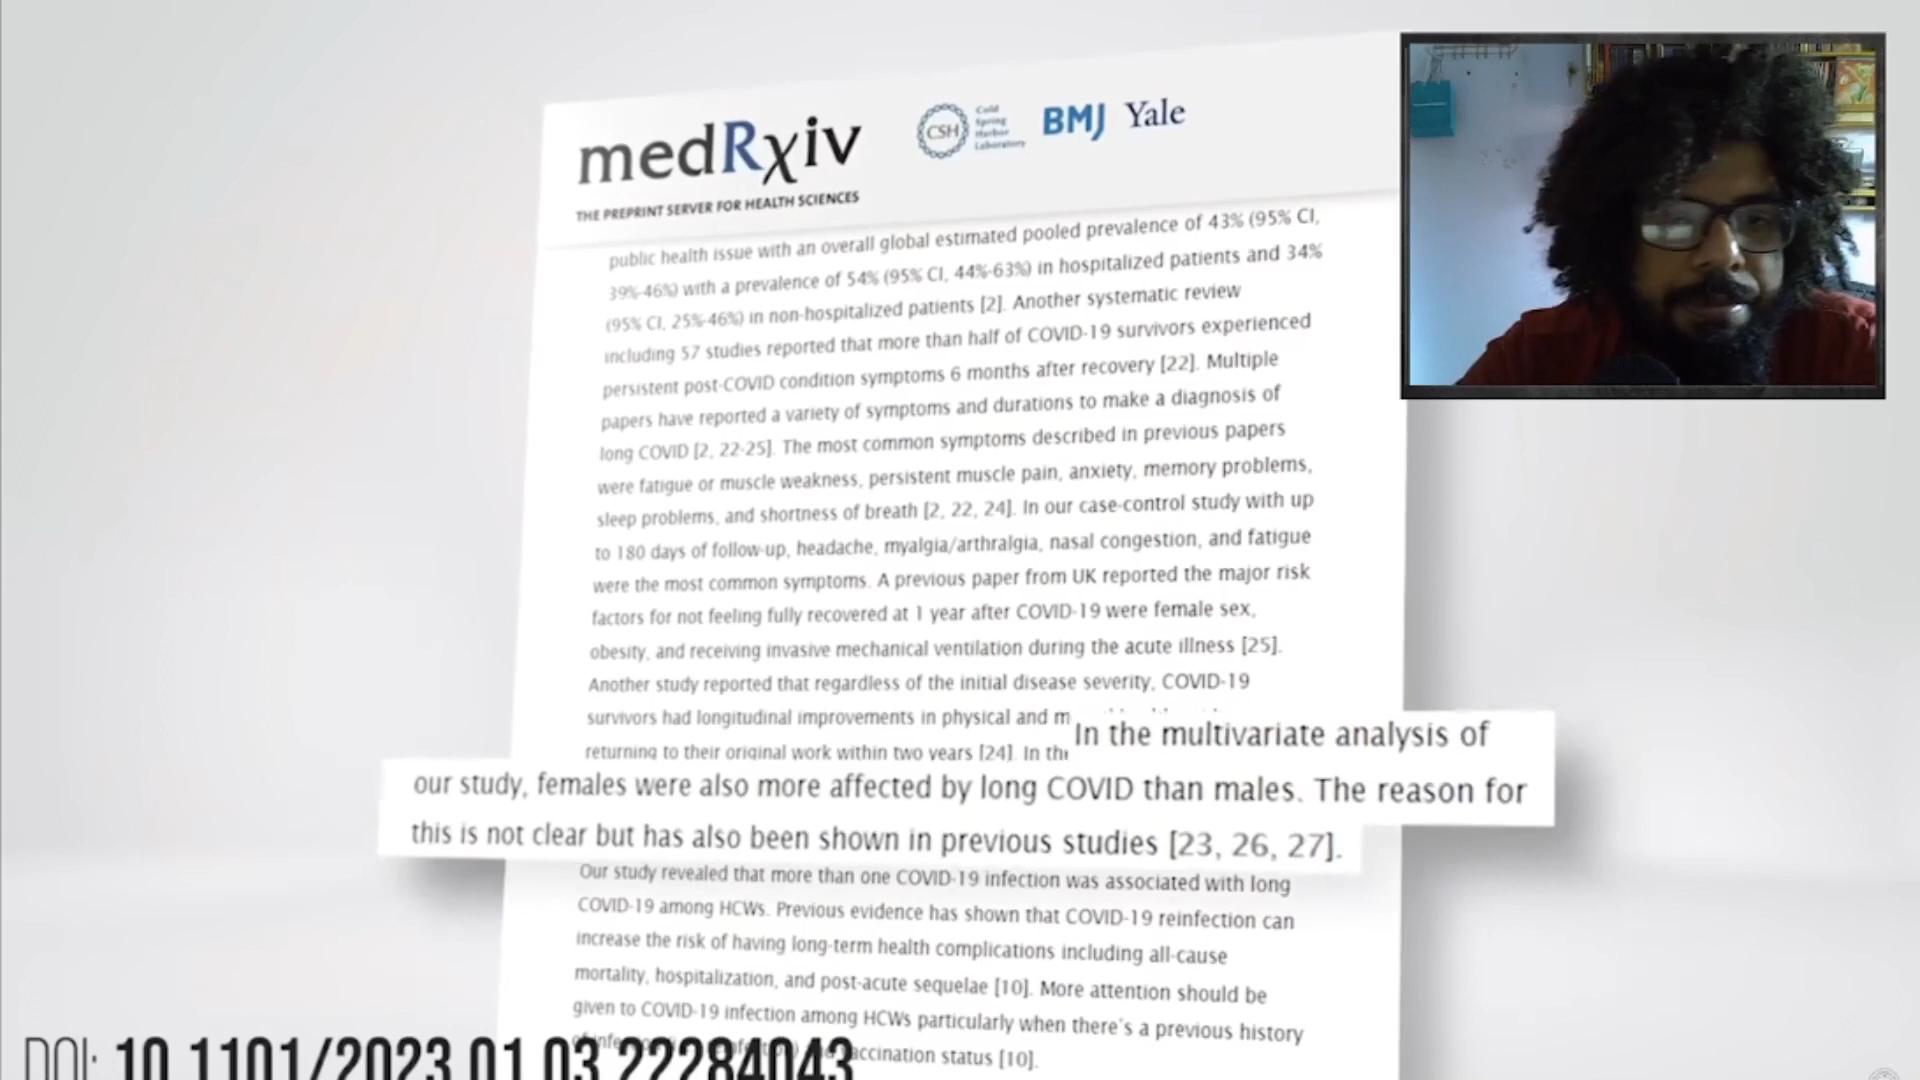 medRχiv
THE PREPRINT SERVER FOR HEALTH SCIENCES
CSH
Cold
Spring
Harbor
Laboratory
BMJ Yale
public health issue with an overall global estimated pooled prevalence of 43% (95% CI,
39%-46%) with a prevalence of 54% (95% CI, 44%-63%) in hospitalized patients and 34%
(95% CI, 25%-46%) in non-hospitalized patients [2]. Another systematic review
including 57 studies reported that more than half of COVID-19 survivors experienced
persistent post-COVID condition symptoms 6 months after recovery [22]. Multiple
papers have reported a variety of symptoms and durations to make a diagnosis of
long COVID [2, 22-25]. The most common symptoms described in previous papers
were fatigue or muscle weakness, persistent muscle pain, anxiety, memory problems,
sleep problems, and shortness of breath [2, 22, 24]. In our case-control study with up
to 180 days of follow-up, headache, myalgia/arthralgia, nasal congestion, and fatigue
were the most common symptoms. A previous paper from UK reported the major risk
factors for not feeling fully recovered at 1 year after COVID-19 were female sex,
obesity, and receiving invasive mechanical ventilation during the acute illness [25].
Another study reported that regardless of the initial disease severity, COVID-19
survivors had longitudinal improvements in physical and
returning to their original work within two years [24]. In
In the multivariate analysis of
our study, females were also more affected by long COVID than males. The reason for
this is not clear but has also been shown in previous studies [23, 26, 27].
Our study revealed that more than one COVID-19 infection was associated with long
COVID-19 among HCWs. Previous evidence has shown that COVID-19 reinfection can
increase the risk of having long-term health complications including all-cause
mortality, hospitalization, and post-acute sequelae [10]. More attention should be
given to COVID-19 infection among HCWs particularly when there's a previous history
vaccination status [10].
DOI: 10.1101/2023.01.03.22284043